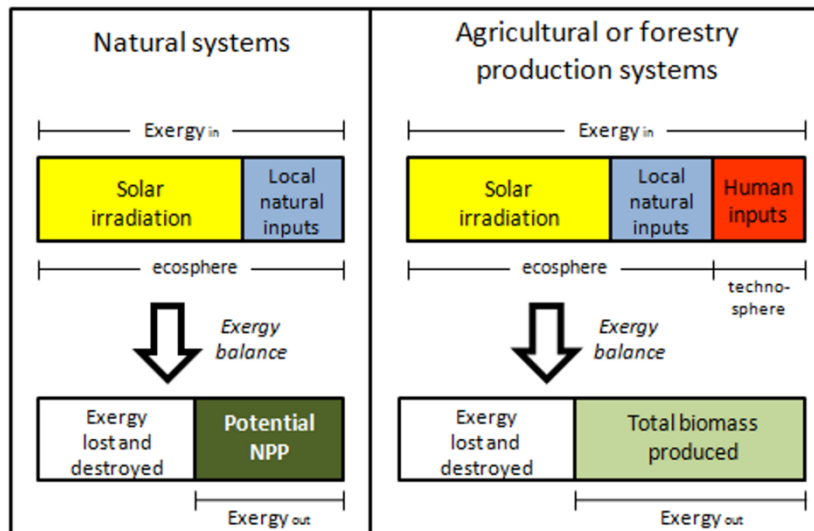 Natural systems
Exergy in
Solar
irradiation
Local
natural
inputs
ecosphere
Exergy
balance
Exergy
lost and
destroyed
Potential
NPP
Exergy out
Agricultural or forestry
production systems
Exergy in
Solar
irradiation
Local
natural
inputs
Human
inputs
ecosphere
techno-
sphere
Exergy
balance
Exergy
lost and
destroyed
Total biomass
produced
Exergy out